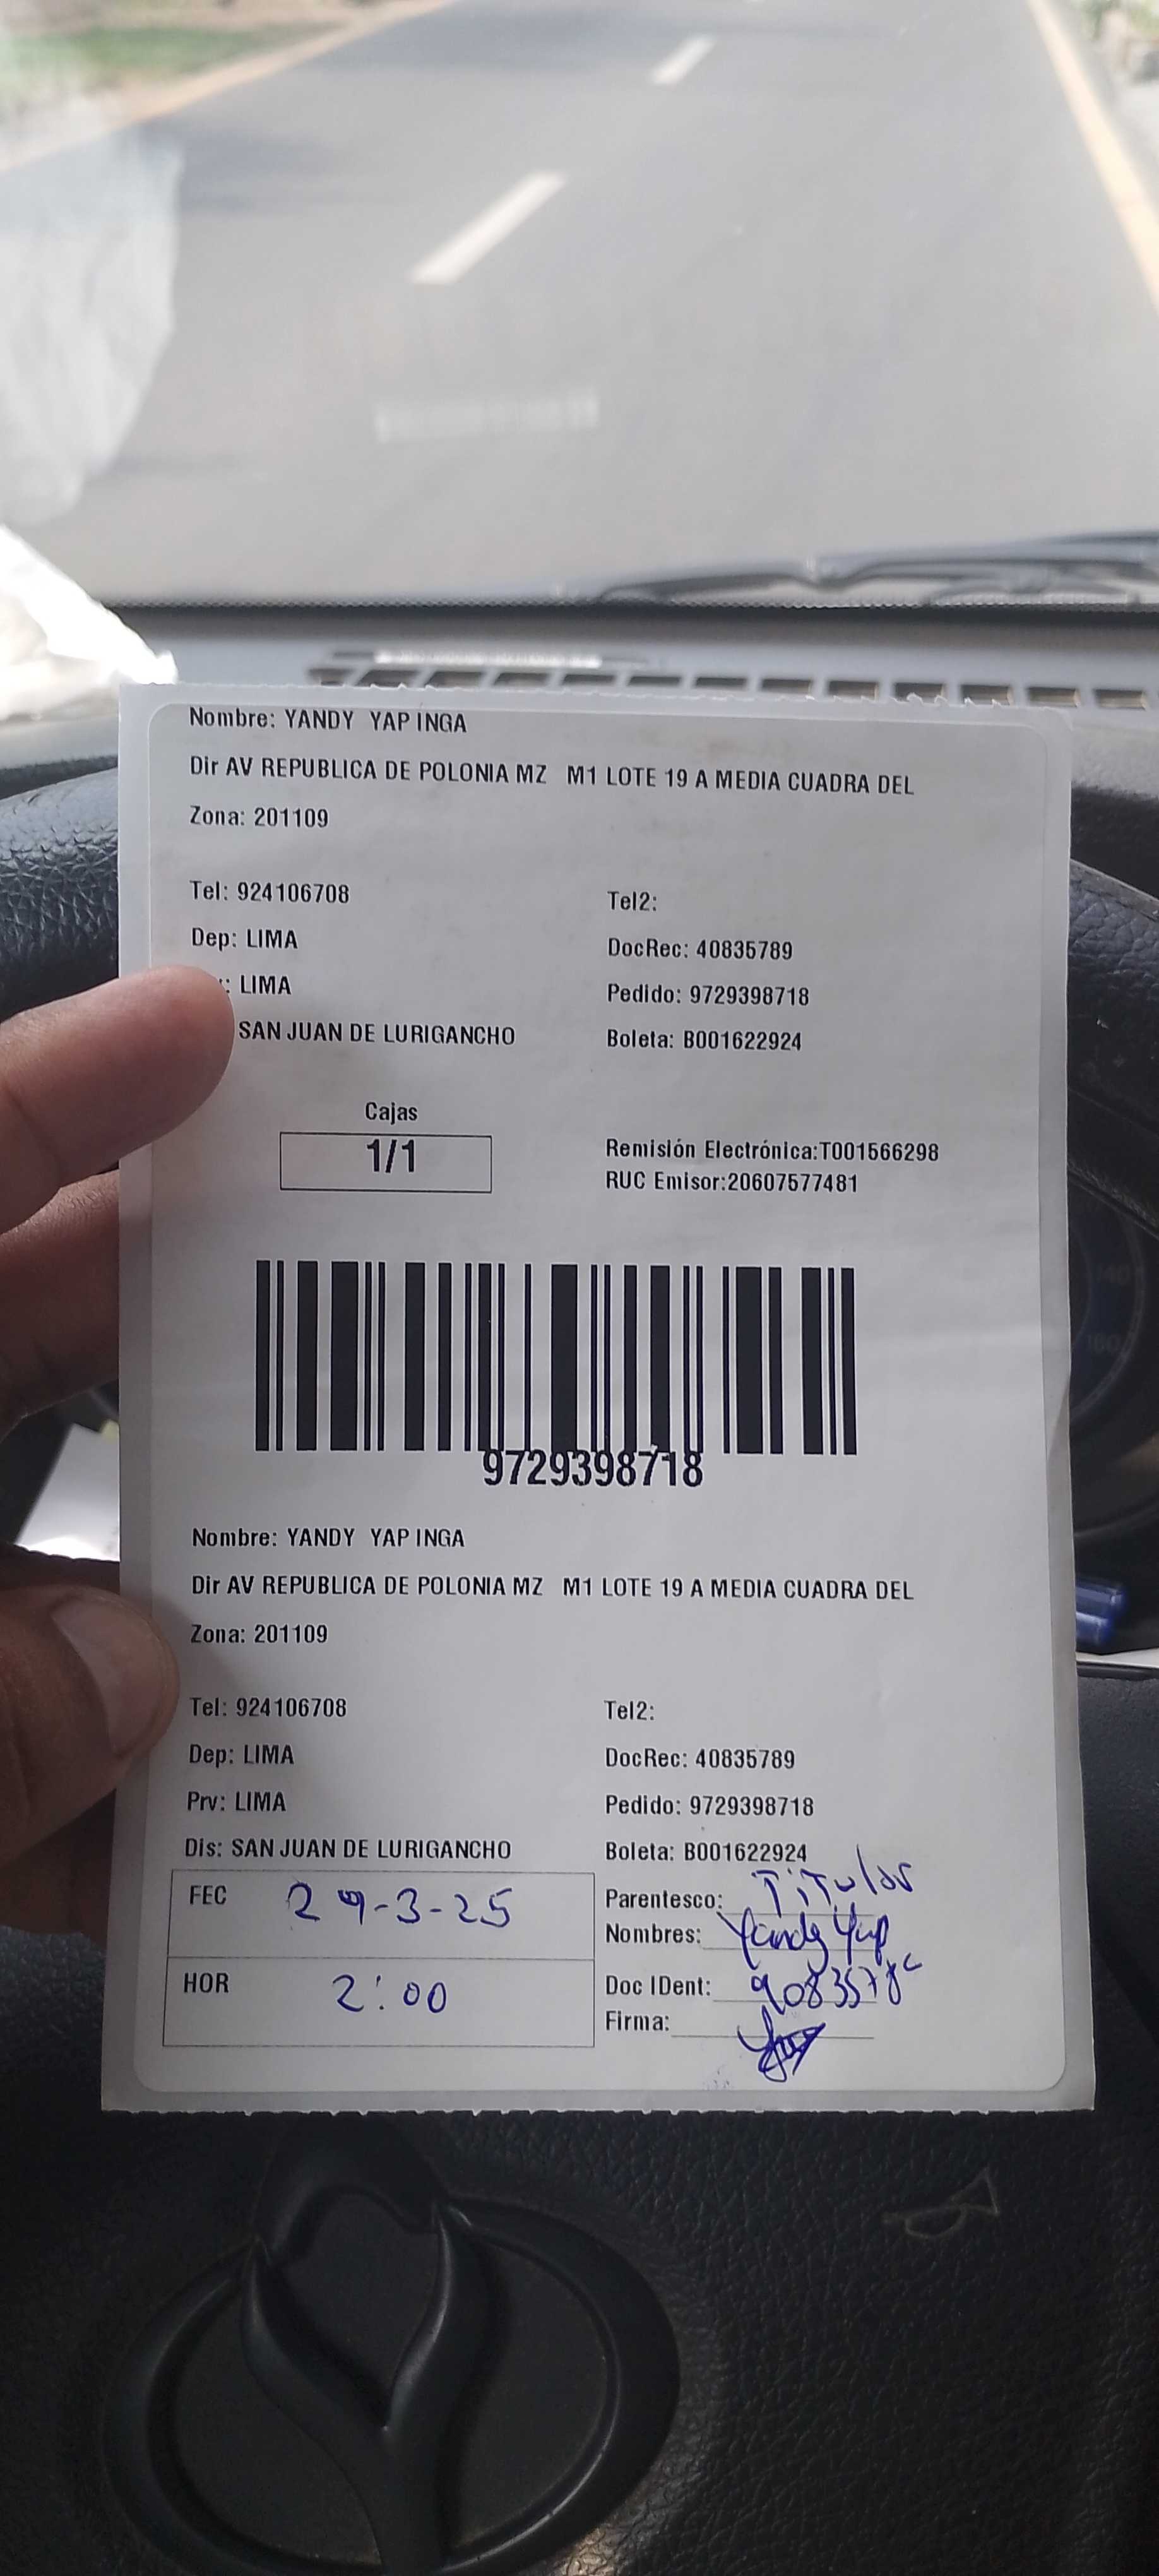 Nombre: YANDY YAP INGA
Dir AV REPUBLICA DE POLONIA MZ M1 LOTE 19 A MEDIA CUADRA DEL
Zona: 201109
Tel: 924106708 Tel2:
Dep: LIMA DocRec: 40835789
: LIMA Pedido: 9729398718
SAN JUAN DE LURIGANCHO Boleta: B001622924
Cajas
1/1
Remisión Electrónica:T001566298
RUC Emisor:20607577481
9729398718
Nombre: YANDY YAP INGA
Dir AV REPUBLICA DE POLONIA MZ M1 LOTE 19 A MEDIA CUADRA DEL
Zona: 201109
Tel: 924106708 Tel2:
Dep: LIMA DocRec: 40835789
Prv: LIMA Pedido: 9729398718
Dis: SAN JUAN DE LURIGANCHO Boleta: B001622924
FEC Parentesco: Titular
Nombres: Yandy Yap
HOR 2:00 Doc IDent:
Firma: